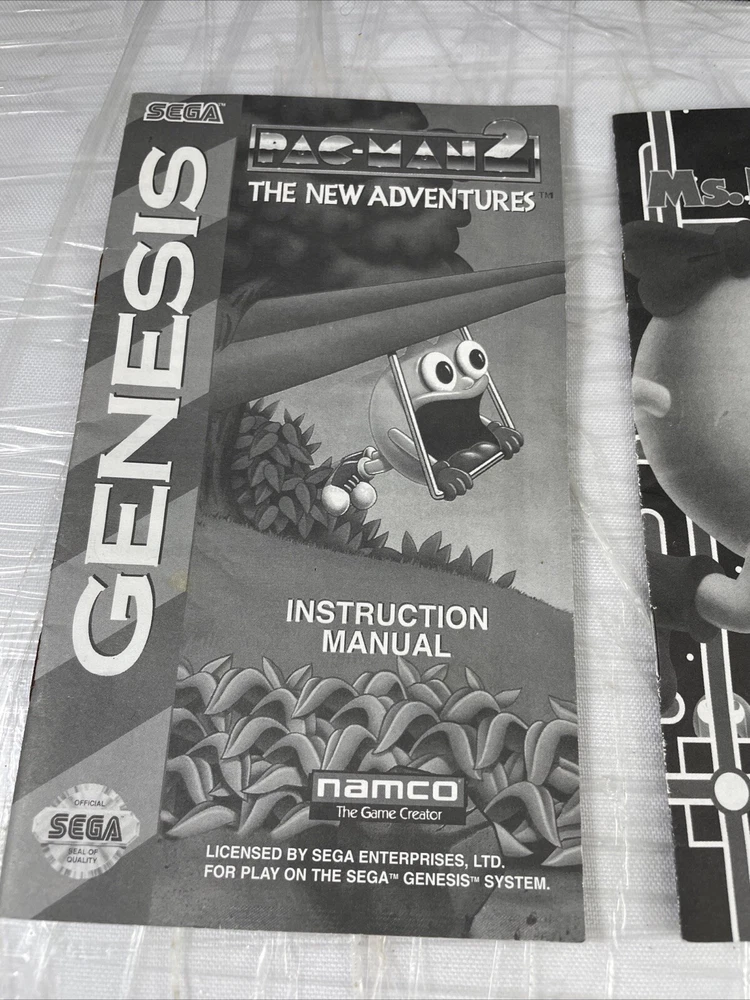 SEGA™
GENESIS
PAC-MAN 2
THE NEW ADVENTURES™
INSTRUCTION
MANUAL
namco
The Game Creator
OFFICIAL
SEGA
SEAL OF
QUALITY
LICENSED BY SEGA ENTERPRISES, LTD.
FOR PLAY ON THE SEGA™ GENESIS™ SYSTEM.
Ms.